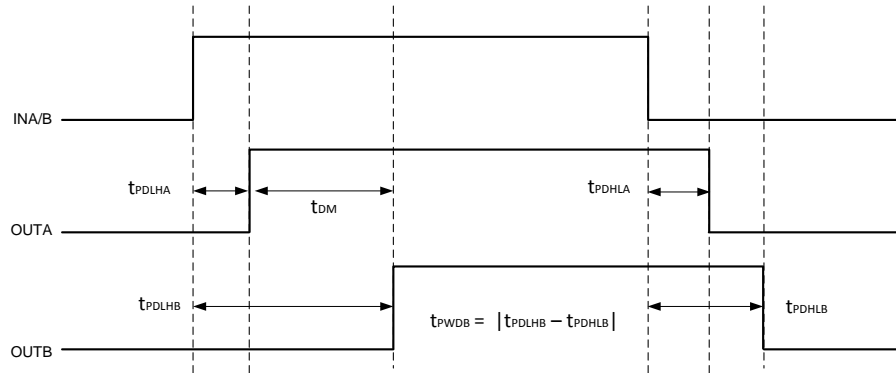 INA/B
tPDLHA
tDM
tPDHLA
OUTA
tPDLHB
tPWDB = |tPDLHB – tPDHLB|
tPDHLB
OUTB